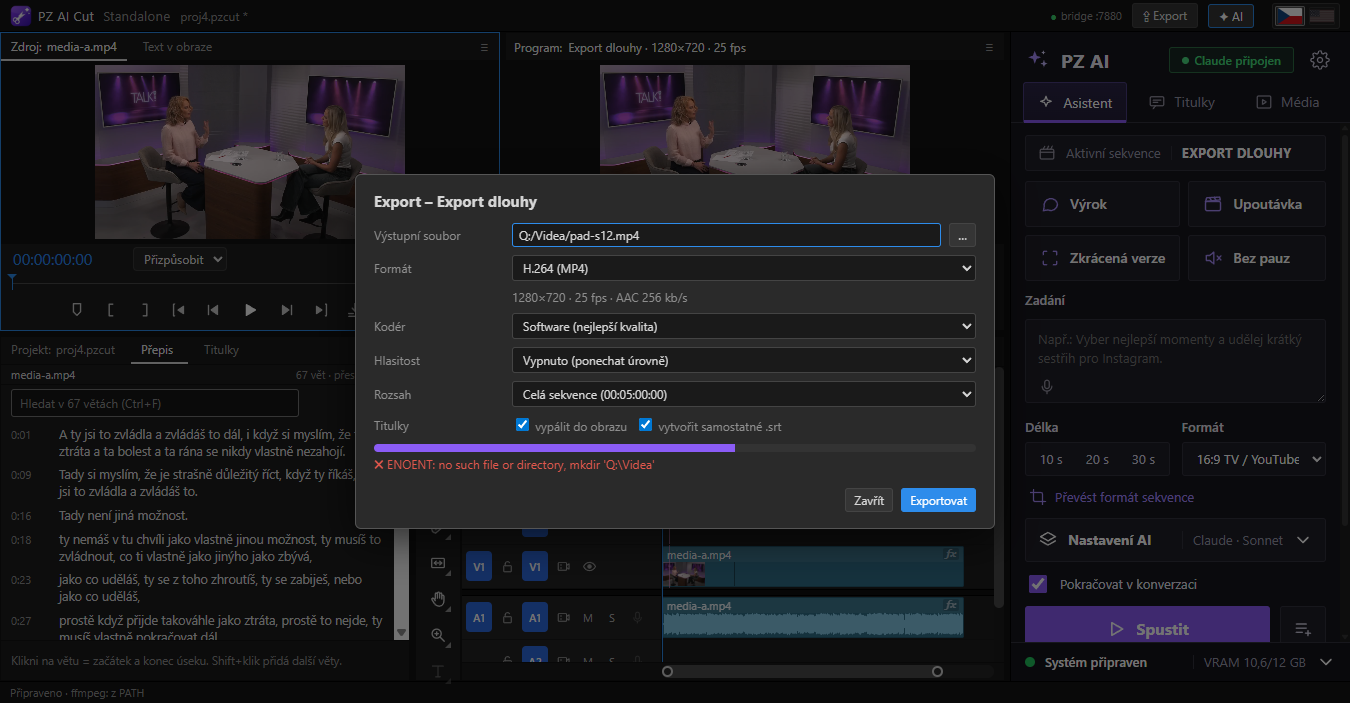 PZ AI Cut Standalone proj4.pzcut *
bridge :7880
Export
AI
Zdroj: media-a.mp4
Text v obraze
Program: Export dlouhy · 1280×720 · 25 fps
TALK!
TALK!
00:00:00:00
Přizpůsobit
Projekt: proj4.pzcut
Přepis
Titulky
media-a.mp4
67 vět · přes
Hledat v 67 větách (Ctrl+F)
0:01 A ty jsi to zvládla a zvládáš to dál, i když si myslím, že
ztráta a ta bolest a ta rána se nikdy vlastně nezahojí.
0:09 Tady si myslím, že je strašně důležitý říct, když ty říkáš,
jsi to zvládla a zvládáš to.
0:16 Tady není jiná možnost.
0:18 ty nemáš v tu chvíli jako vlastně jinou možnost, ty musíš to
zvládnout, co ti vlastně jako jinýho jako zbývá,
0:23 jako co uděláš, ty se z toho zhroutíš, ty se zabiješ, nebo
jako co uděláš,
0:27 prostě když přijde takováhle jako ztráta, prostě to nejde, ty
musíš vlastně pokračovat dál
Klikni na větu = začátek a konec úseku. Shift+klik přidá další věty.
Připraveno · ffmpeg: z PATH
Export – Export dlouhy
Výstupní soubor
Q:/Videa/pad-s12.mp4
...
Formát
H.264 (MP4)
1280×720 · 25 fps · AAC 256 kb/s
Kodér
Software (nejlepší kvalita)
Hlasitost
Vypnuto (ponechat úrovně)
Rozsah
Celá sekvence (00:05:00:00)
Titulky
vypálit do obrazu
vytvořit samostatné .srt
✕ ENOENT: no such file or directory, mkdir 'Q:\Videa'
Zavřít
Exportovat
V1
V1
media-a.mp4
fx
A1
A1
M S
media-a.mp4
fx
A2
M S
PZ AI
Claude připojen
Asistent
Titulky
Média
Aktivní sekvence
EXPORT DLOUHY
Výrok
Upoutávka
Zkrácená verze
Bez pauz
Zadání
Např.: Vyber nejlepší momenty a udělej krátký
sestřih pro Instagram.
Délka
Formát
10 s 20 s 30 s
16:9 TV / YouTube
Převést formát sekvence
Nastavení AI
Claude · Sonnet
Pokračovat v konverzaci
Spustit
Systém připraven
VRAM 10,6/12 GB